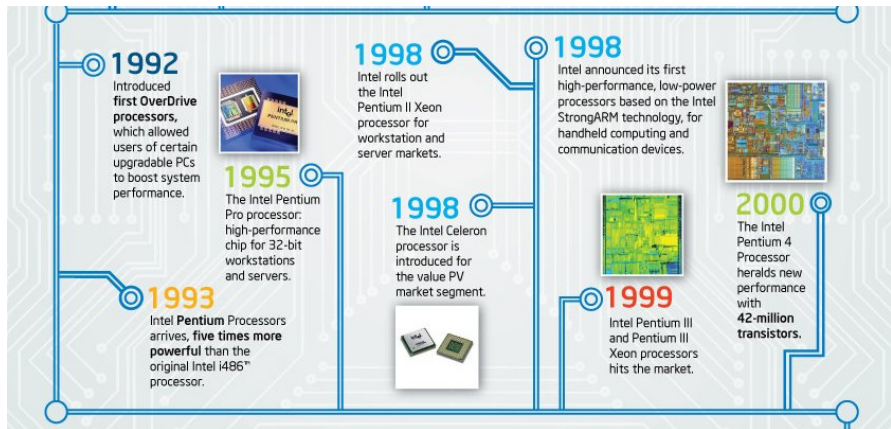 1992
Introduced
first OverDrive
processors,
which allowed
users of certain
upgradable PCs
to boost system
performance.
intel
PENTIUM PRO
1995
The Intel Pentium
Pro processor:
high-performance
chip for 32-bit
workstations
and servers.
1993
Intel Pentium Processors
arrives, five times more
powerful than the
original Intel i486™
processor.
1998
Intel rolls out
the Intel
Pentium II Xeon
processor for
workstation and
server markets.
1998
The Intel Celeron
processor is
introduced for
the value PV
market segment.
intel
1998
Intel announced its first
high-performance, low-power
processors based on the Intel
StrongARM technology, for
handheld computing and
communication devices.
1999
Intel Pentium III
and Pentium III
Xeon processors
hits the market.
2000
The Intel
Pentium 4
Processor
heralds new
performance
with
42-million
transistors.